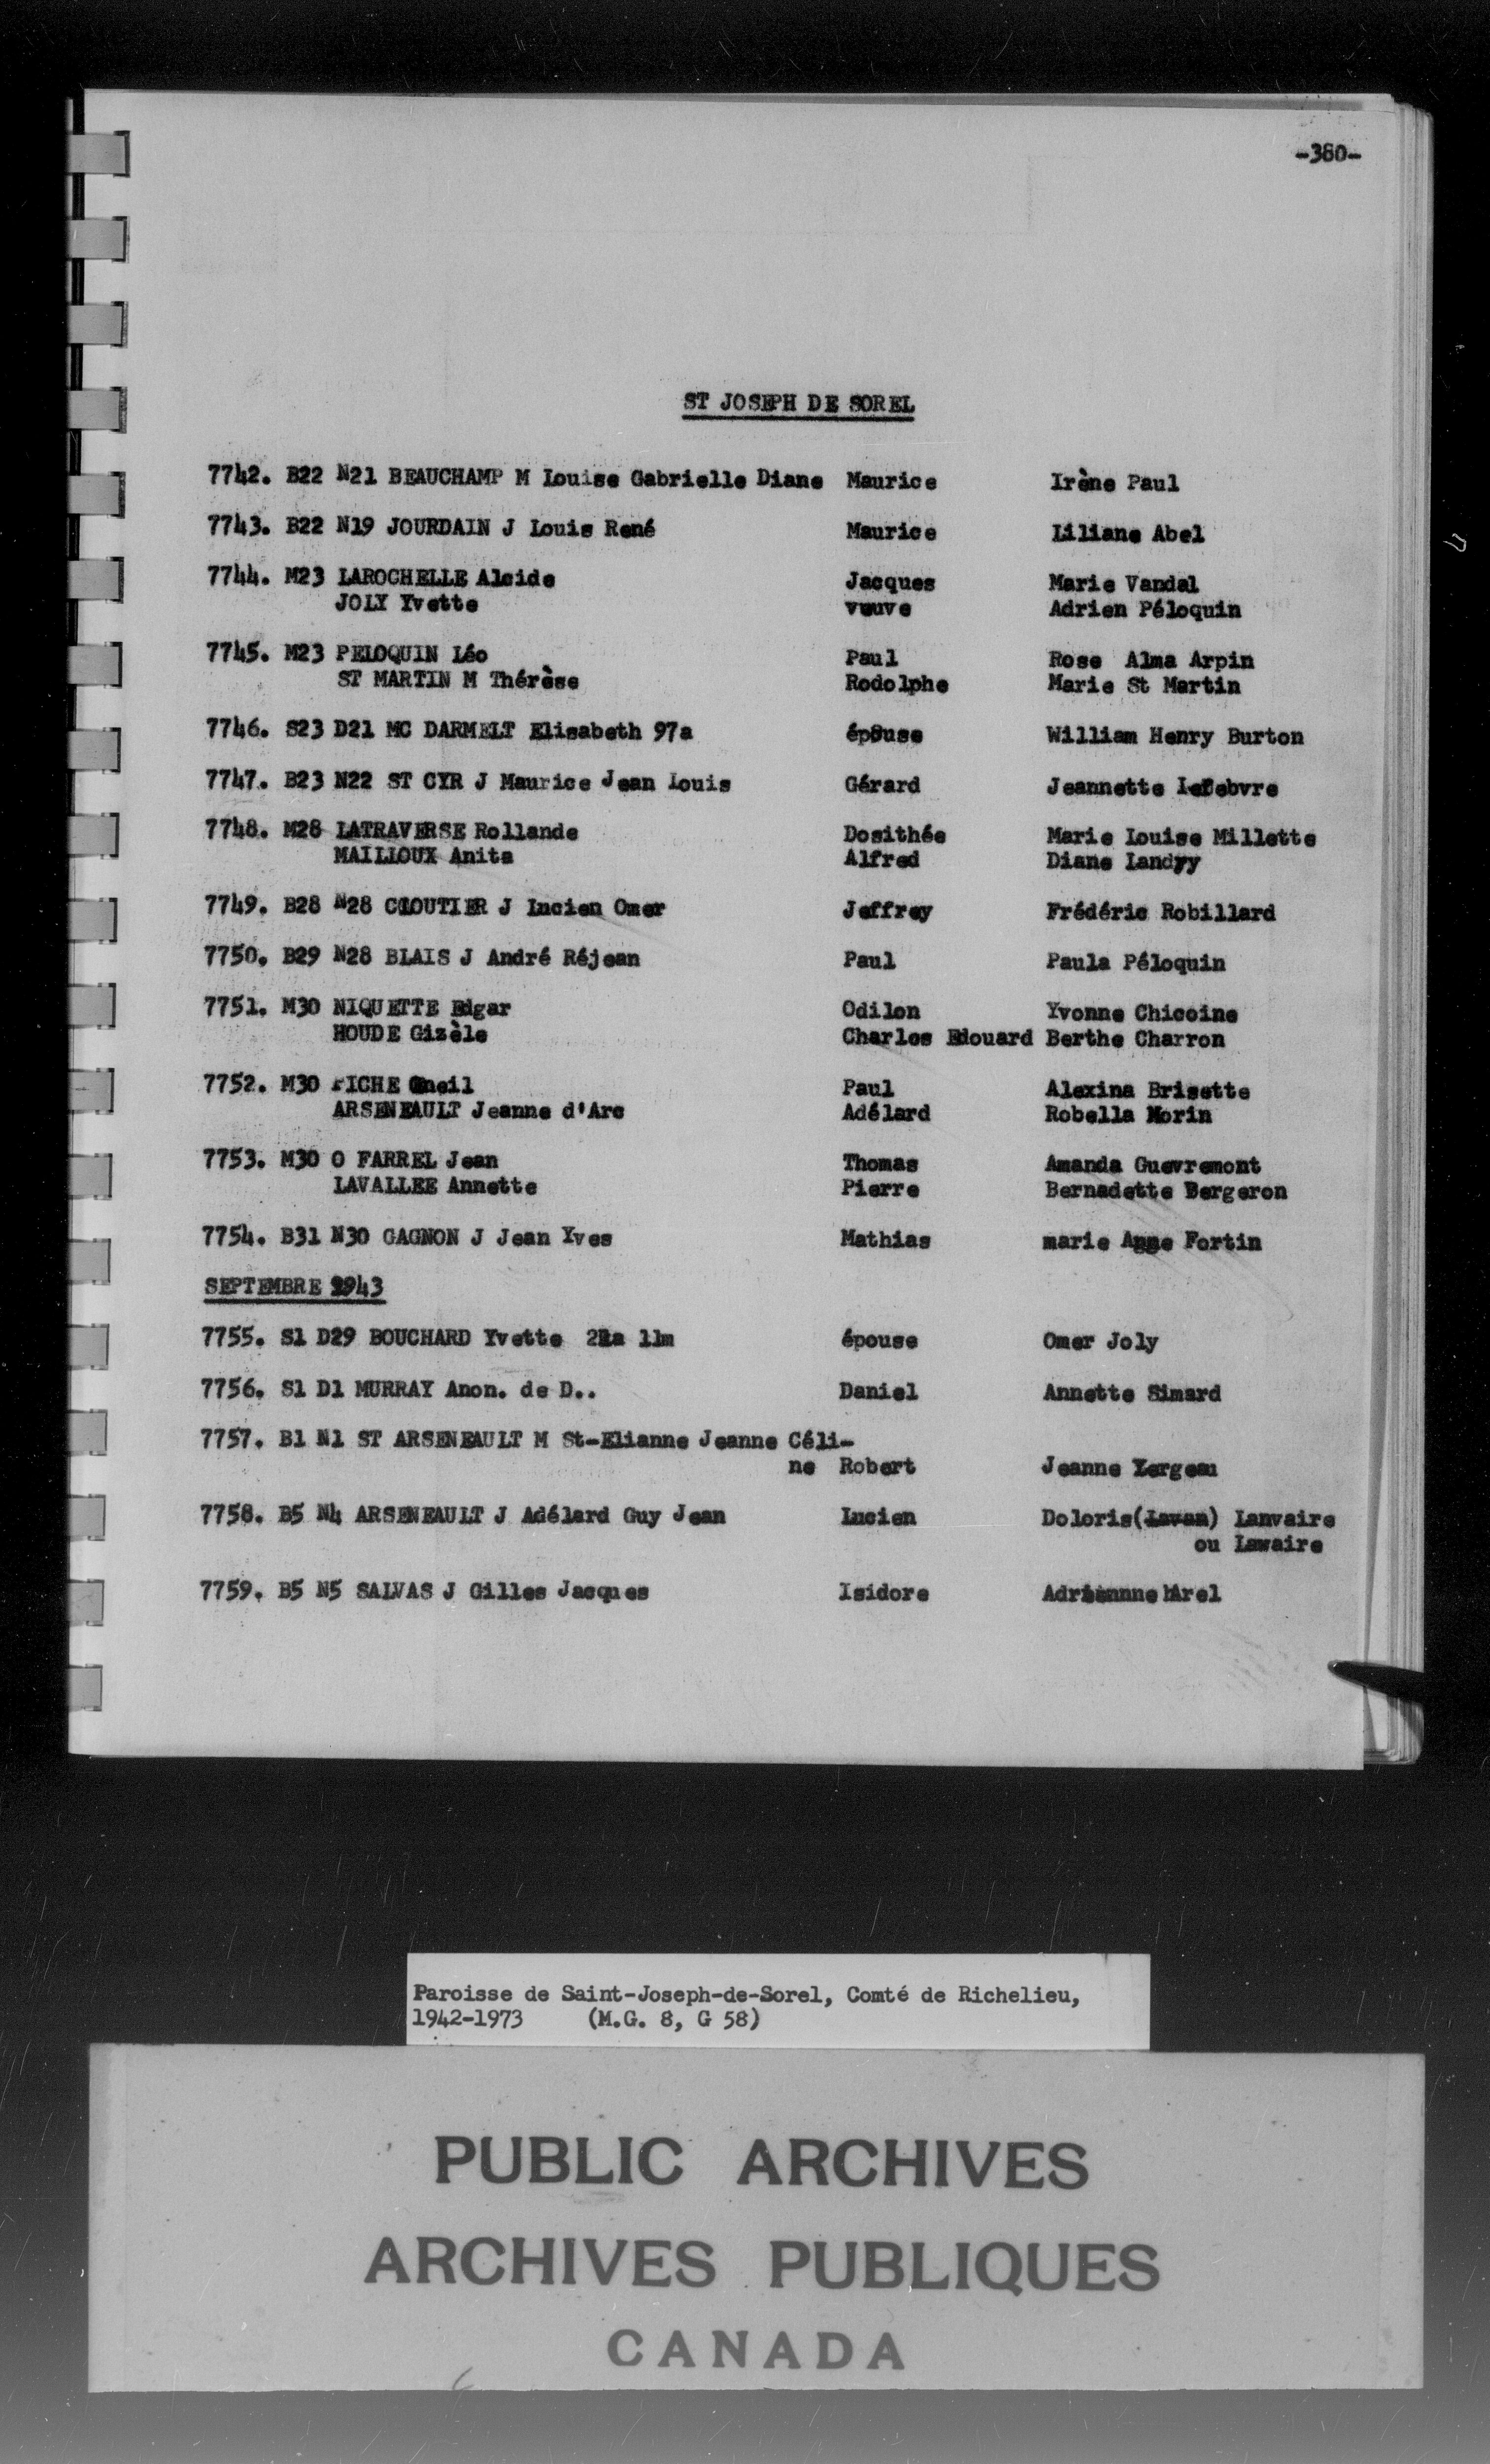 -380-
ST JOSEPH DE SOREL
7742. B22 N21 BEAUCHAMP M Louise Gabrielle Diane Maurice Irène Paul
7743. B22 N19 JOURDAIN J Louis René Maurice Liliane Abel
7744. M23 LAROCHELLE Alcide Jacques Marie Vandal
JOLY Yvette veuve Adrien Péloquin
7745. M23 PELOQUIN Léo Paul Rose Alma Arpin
ST MARTIN M Thérèse Rodolphe Marie St Martin
7746. S23 D21 MC DARMELT Elisabeth 97a épouse William Henry Burton
7747. B23 N22 ST CYR J Maurice Jean Louis Gérard Jeannette Lefebvre
7748. M28 LATRAVERSE Rollande Dosithée Marie Louise Millette
MAILLOUX Anita Alfred Diane Landry
7749. B28 N28 CLOUTIER J Lucien Omer Jeffrey Frédéric Robillard
7750. B29 N28 BLAIS J André Réjean Paul Paula Péloquin
7751. M30 NIQUETTE Edgar Odilon Yvonne Chicoine
HOUDE Gizèle Charles Edouard Berthe Charron
7752. M30 PICHE Oneil Paul Alexina Brisette
ARSENEAULT Jeanne d'Arc Adélard Robella Morin
7753. M30 O FARREL Jean Thomas Amanda Guevremont
LAVALLEE Annette Pierre Bernadette Bergeron
7754. B31 N30 GAGNON J Jean Yves Mathias marie Anne Fortin
SEPTEMBRE 1943
7755. S1 D29 BOUCHARD Yvette 11m épouse Omer Joly
7756. S1 D1 MURRAY Anon. de D.. Daniel Annette Simard
7757. B1 N1 ST ARSENEAULT M St-Elianne Jeanne Céli-
ne Robert Jeanne
7758. B5 N4 ARSENEAULT J Adélard Guy Jean Lucien Doloris(Lavan) Lanvaire
ou Lawaire
7759. B5 N5 SALVAS J Gilles Jacques Isidore
Paroisse de Saint-Joseph-de-Sorel, Comté de Richelieu,
1942-1973 (M.G. 8, G 58)
PUBLIC ARCHIVES
ARCHIVES PUBLIQUES
CANADA